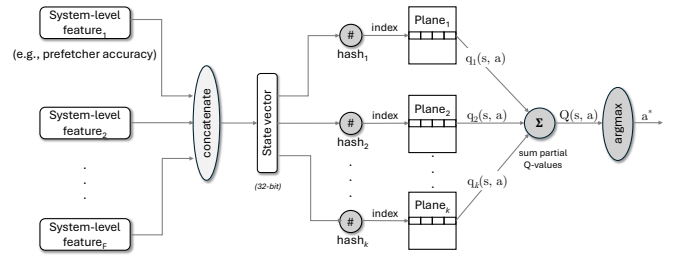 System-level
feature₁
(e.g., prefetcher accuracy)
System-level
feature₂
.
.
.
System-level
feature_F
concatenate
State vector
(32-bit)
#
hash₁
index
Plane₁
#
hash₂
index
Plane₂
.
.
.
.
.
.
#
hashₖ
index
Planeₖ
q₁(s, a)
q₂(s, a)
qₖ(s, a)
Σ
sum partial
Q-values
Q(s, a)
argmax
a*